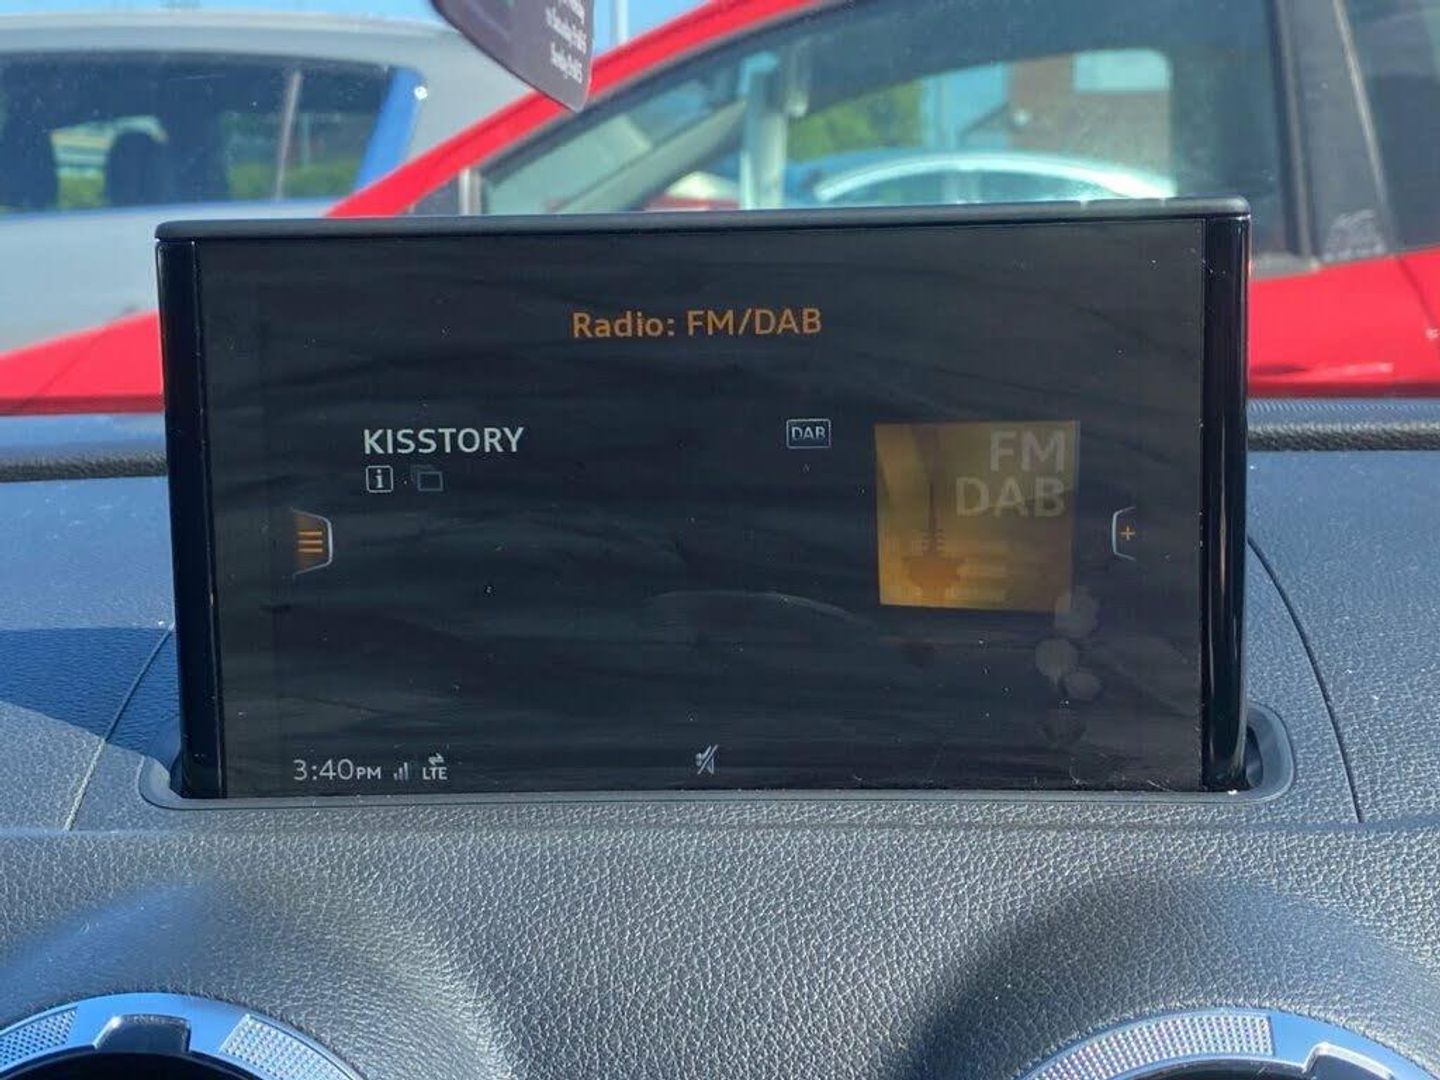 Radio: FM/DAB
KISSTORY
DAB
i
FM
DAB
3:40PM
LTE